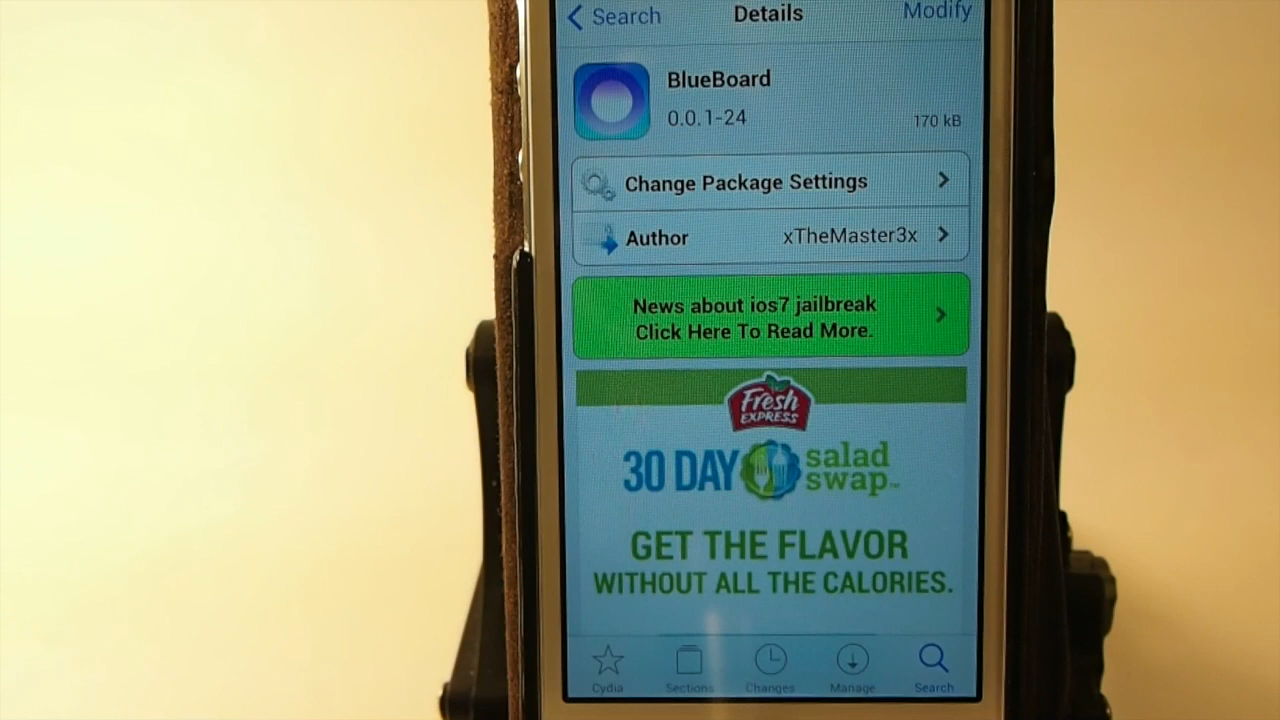 Search
Details
Modify
BlueBoard
0.0.1-24
170 kB
Change Package Settings
Author
xTheMaster3x
News about ios7 jailbreak
Click Here To Read More.
Fresh
EXPRESS
30 DAY
salad
swap™
GET THE FLAVOR
WITHOUT ALL THE CALORIES.
Cydia
Sections
Changes
Manage
Search